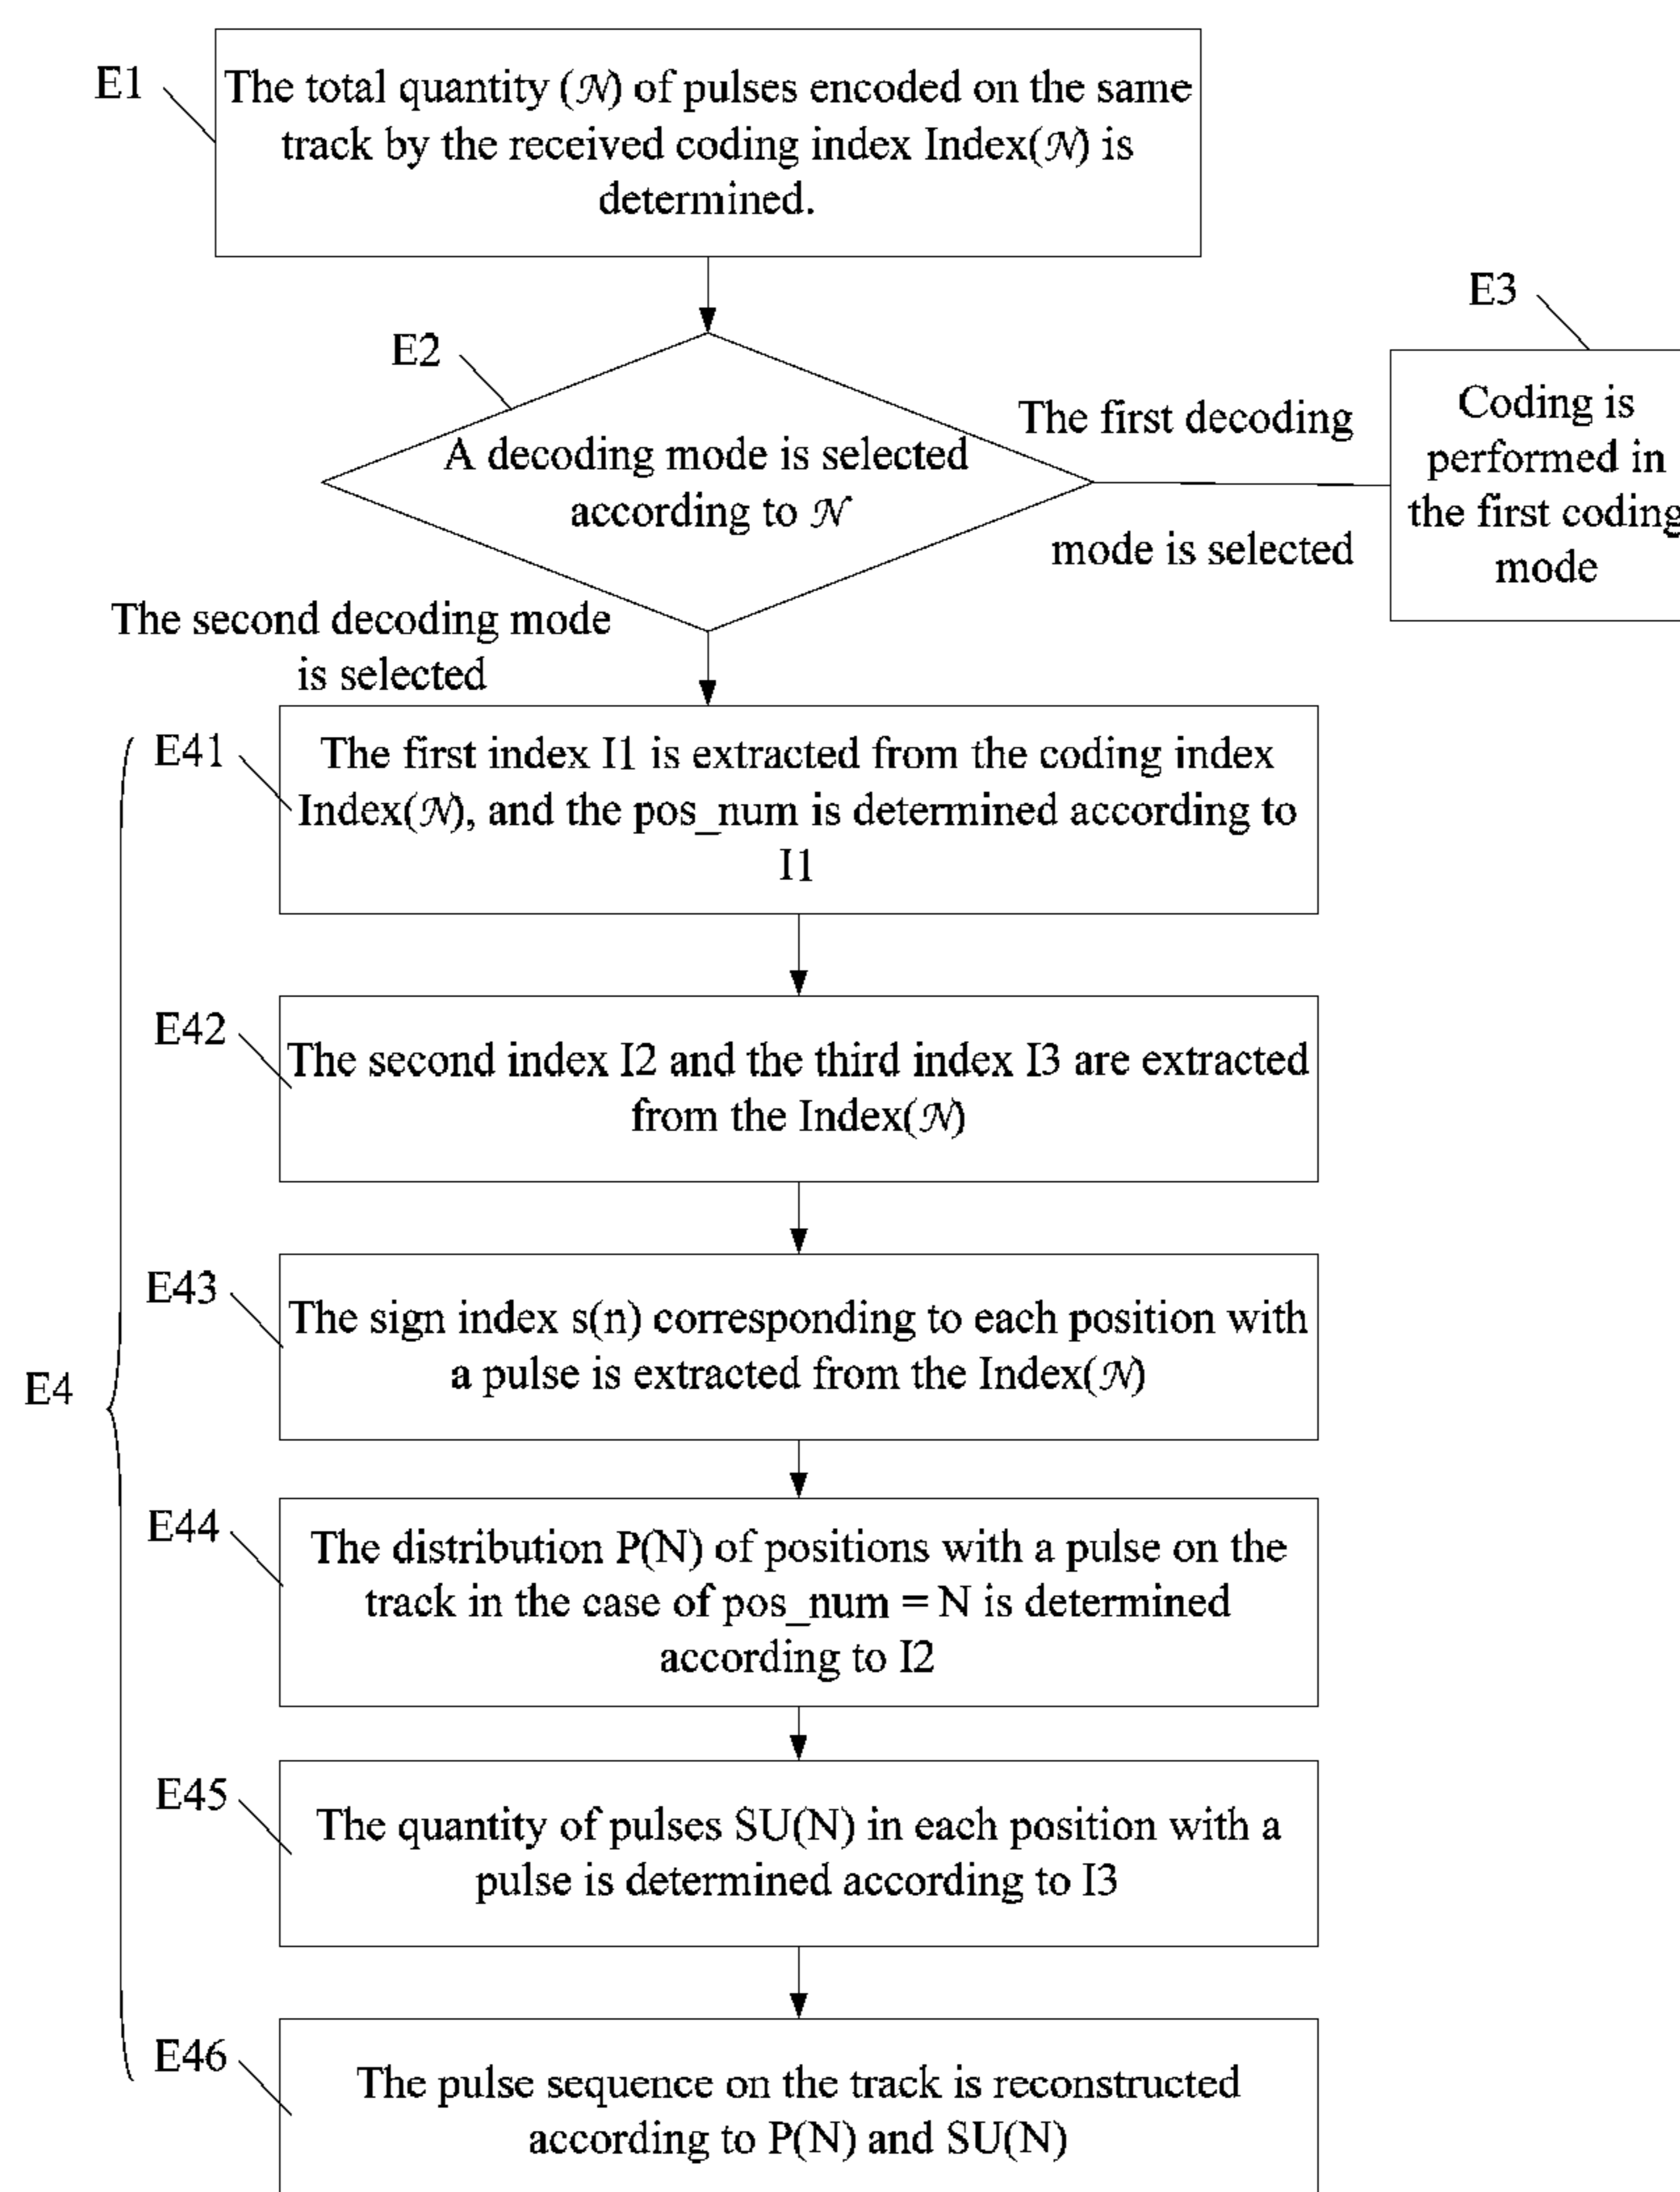 E1
The total quantity (𝒩) of pulses encoded on the same
track by the received coding index Index(𝒩) is
determined.
E2
A decoding mode is selected
according to 𝒩
The first decoding
mode is selected
E3
Coding is
performed in
the first coding
mode
The second decoding mode
is selected
E4
E41
The first index I1 is extracted from the coding index
Index(𝒩), and the pos_num is determined according to
I1
E42
The second index I2 and the third index I3 are extracted
from the Index(𝒩)
E43
The sign index s(n) corresponding to each position with
a pulse is extracted from the Index(𝒩)
E44
The distribution P(N) of positions with a pulse on the
track in the case of pos_num = N is determined
according to I2
E45
The quantity of pulses SU(N) in each position with a
pulse is determined according to I3
E46
The pulse sequence on the track is reconstructed
according to P(N) and SU(N)